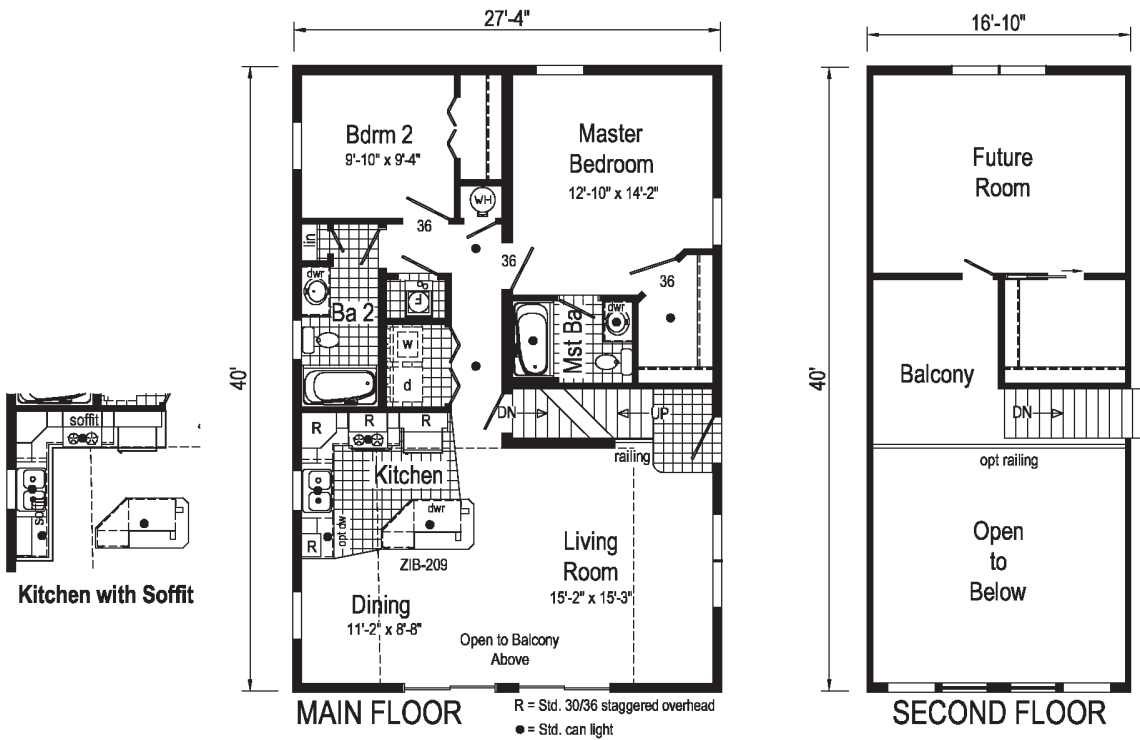 27'-4"
16'-10"
40'
40'
Bdrm 2
9'-10" x 9'-4"
Master
Bedroom
12'-10" x 14'-2"
WH
36
36
36
lin
dwr
Ba 2
F
w
d
Mst Ba
dwr
DN
UP
railing
R
R
R
Kitchen
dwr
opt dw
R
ZIB-209
Living
Room
15'-2" x 15'-3"
Dining
11'-2" x 8'-8"
Open to Balcony
Above
MAIN FLOOR
R = Std. 30/36 staggered overhead
● = Std. can light
soffit
soffit
Kitchen with Soffit
Future
Room
Balcony
DN
opt railing
Open
to
Below
SECOND FLOOR